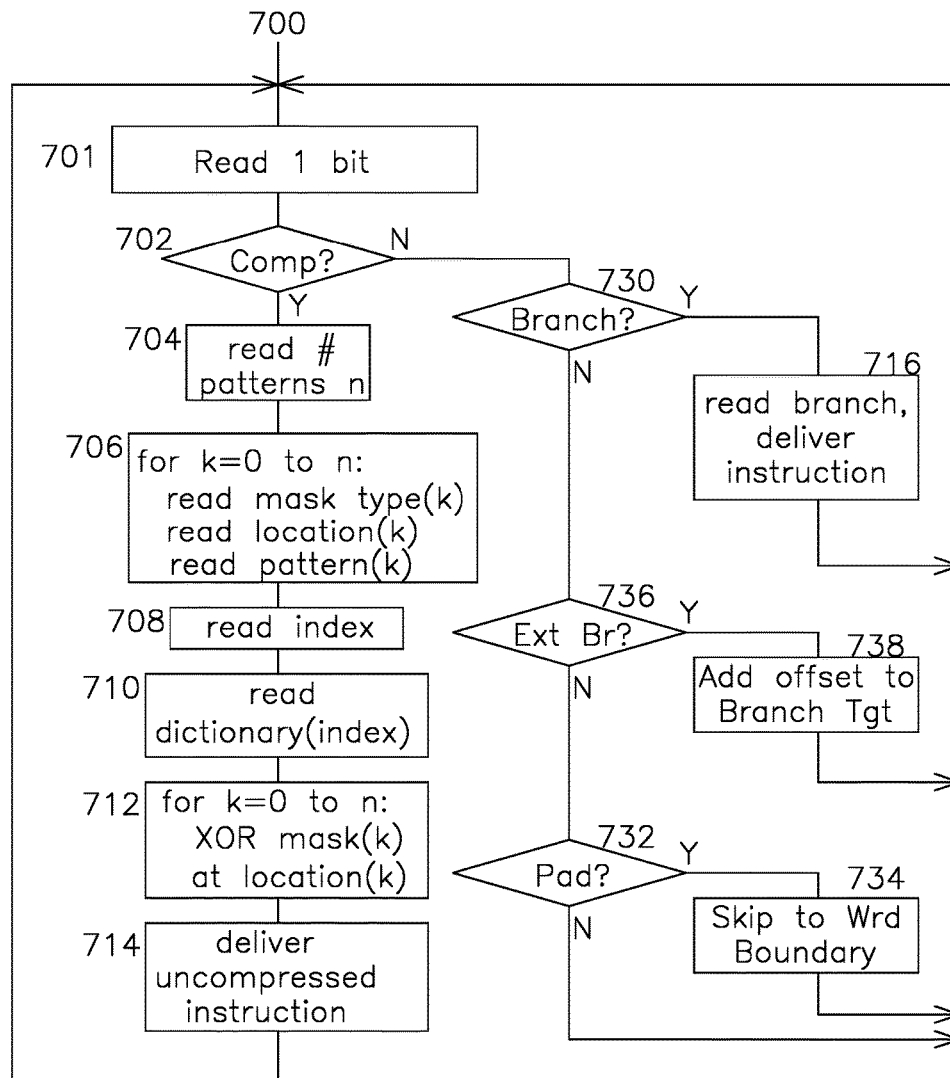 700
701
Read 1 bit
702
Comp?
N
Y
730
Branch?
Y
N
704
read #
patterns n
716
read branch,
deliver
instruction
706
for k=0 to n:
read mask type(k)
read location(k)
read pattern(k)
708
read index
736
Ext Br?
Y
N
738
Add offset to
Branch Tgt
710
read
dictionary(index)
712
for k=0 to n:
XOR mask(k)
at location(k)
732
Pad?
Y
N
734
Skip to Wrd
Boundary
714
deliver
uncompressed
instruction